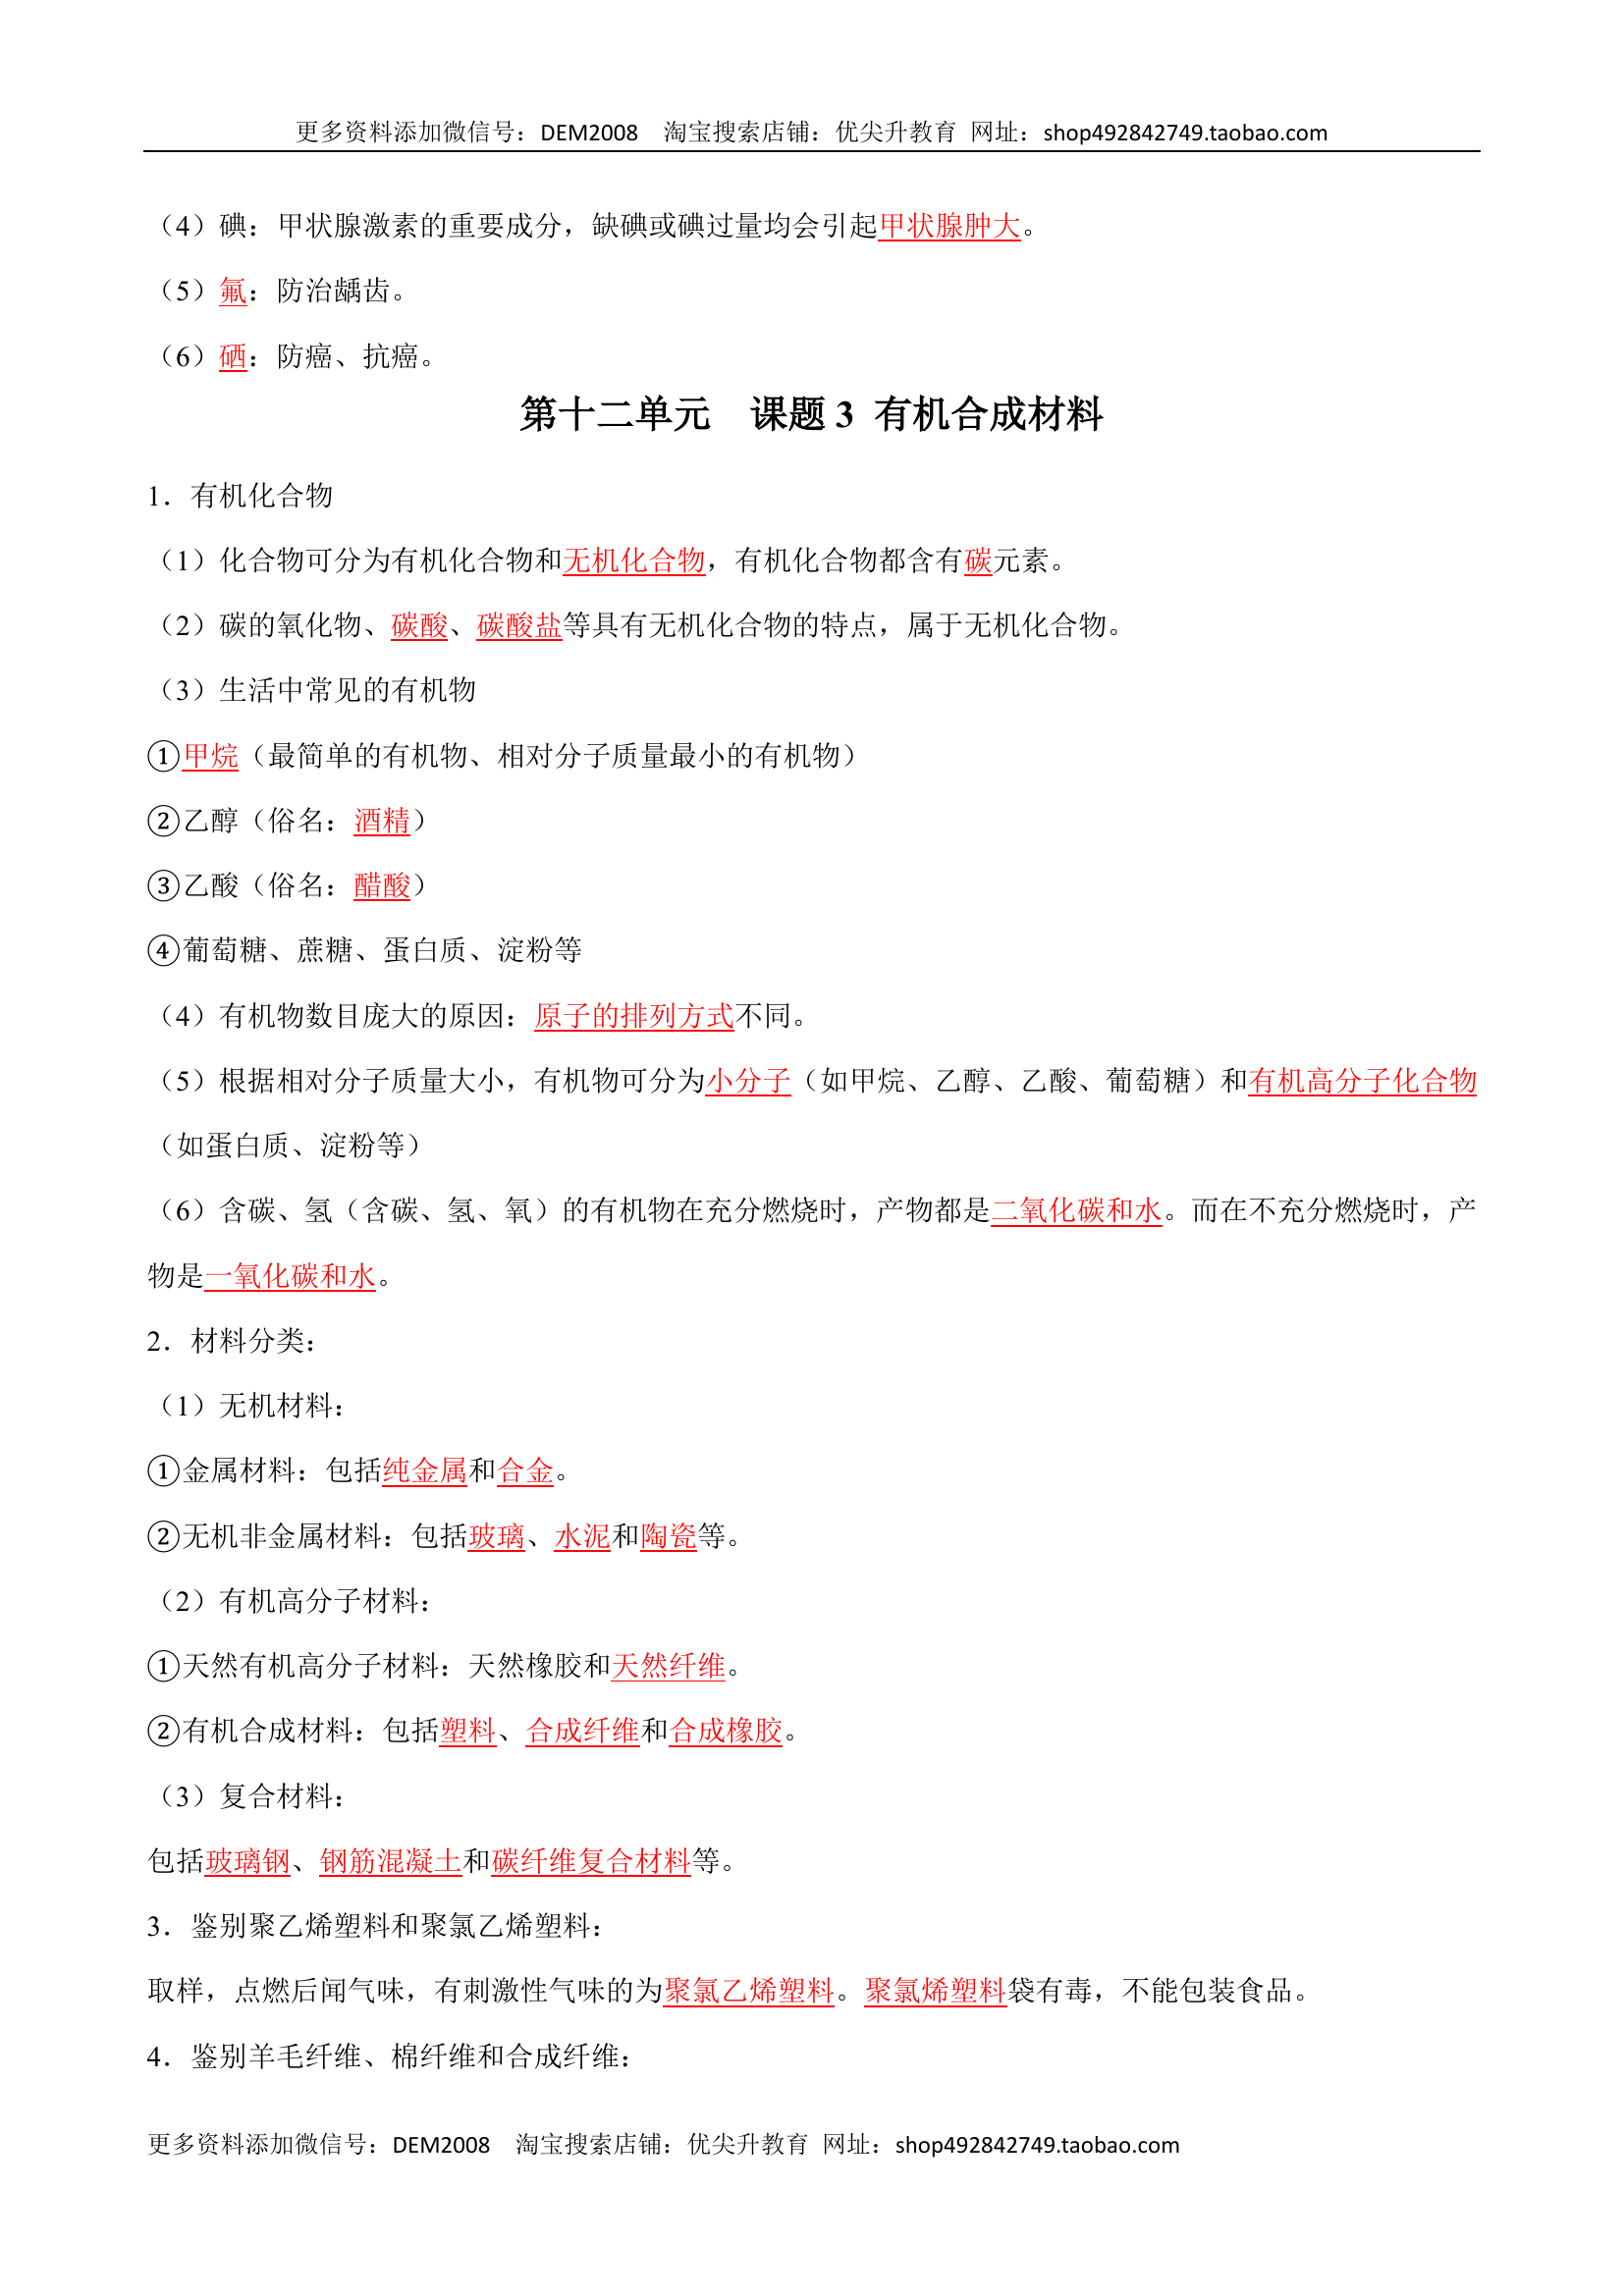 更多资料添加微信号：DEM2008 淘宝搜索店铺：优尖升教育 网址：shop492842749.taobao.com
（4）碘：甲状腺激素的重要成分，缺碘或碘过量均会引起甲状腺肿大。
（5）氟：防治龋齿。
（6）硒：防癌、抗癌。
第十二单元 课题 3 有机合成材料
1．有机化合物
（1）化合物可分为有机化合物和无机化合物，有机化合物都含有碳元素。
（2）碳的氧化物、碳酸、碳酸盐等具有无机化合物的特点，属于无机化合物。
（3）生活中常见的有机物
①甲烷（最简单的有机物、相对分子质量最小的有机物）
②乙醇（俗名：酒精）
③乙酸（俗名：醋酸）
④葡萄糖、蔗糖、蛋白质、淀粉等
（4）有机物数目庞大的原因：原子的排列方式不同。
（5）根据相对分子质量大小，有机物可分为小分子（如甲烷、乙醇、乙酸、葡萄糖）和有机高分子化合物
（如蛋白质、淀粉等）
（6）含碳、氢（含碳、氢、氧）的有机物在充分燃烧时，产物都是二氧化碳和水。而在不充分燃烧时，产
物是一氧化碳和水。
2．材料分类：
（1）无机材料：
①金属材料：包括纯金属和合金。
②无机非金属材料：包括玻璃、水泥和陶瓷等。
（2）有机高分子材料：
①天然有机高分子材料：天然橡胶和天然纤维。
②有机合成材料：包括塑料、合成纤维和合成橡胶。
（3）复合材料：
包括玻璃钢、钢筋混凝土和碳纤维复合材料等。
3．鉴别聚乙烯塑料和聚氯乙烯塑料：
取样，点燃后闻气味，有刺激性气味的为聚氯乙烯塑料。聚氯烯塑料袋有毒，不能包装食品。
4．鉴别羊毛纤维、棉纤维和合成纤维：
更多资料添加微信号：DEM2008 淘宝搜索店铺：优尖升教育 网址：shop492842749.taobao.com